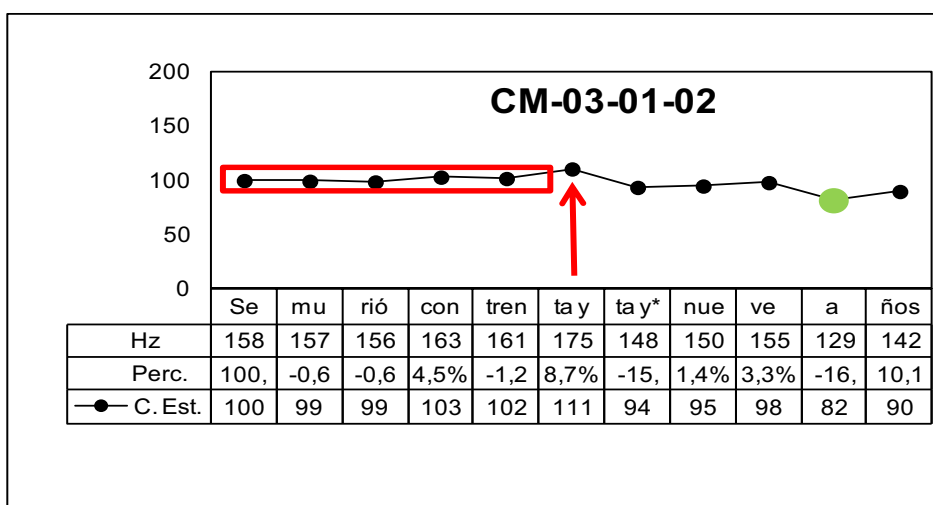 200
CM-03-01-02
150
100
50
0
Se mu rió con tren ta y ta y* nue ve a ños
Hz 158 157 156 163 161 175 148 150 155 129 142
Perc. 100, -0,6 -0,6 4,5% -1,2 8,7% -15, 1,4% 3,3% -16, 10,1
C. Est. 100 99 99 103 102 111 94 95 98 82 90